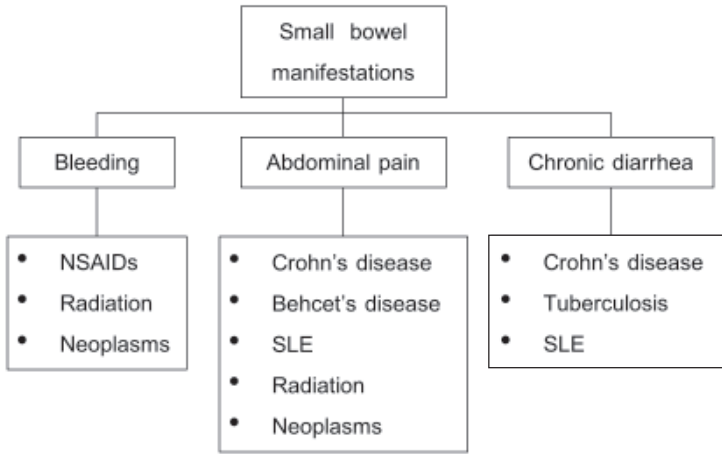 Small bowel
manifestations
Bleeding
Abdominal pain
Chronic diarrhea
• NSAIDs
• Radiation
• Neoplasms
• Crohn's disease
• Behcet's disease
• SLE
• Radiation
• Neoplasms
• Crohn's disease
• Tuberculosis
• SLE